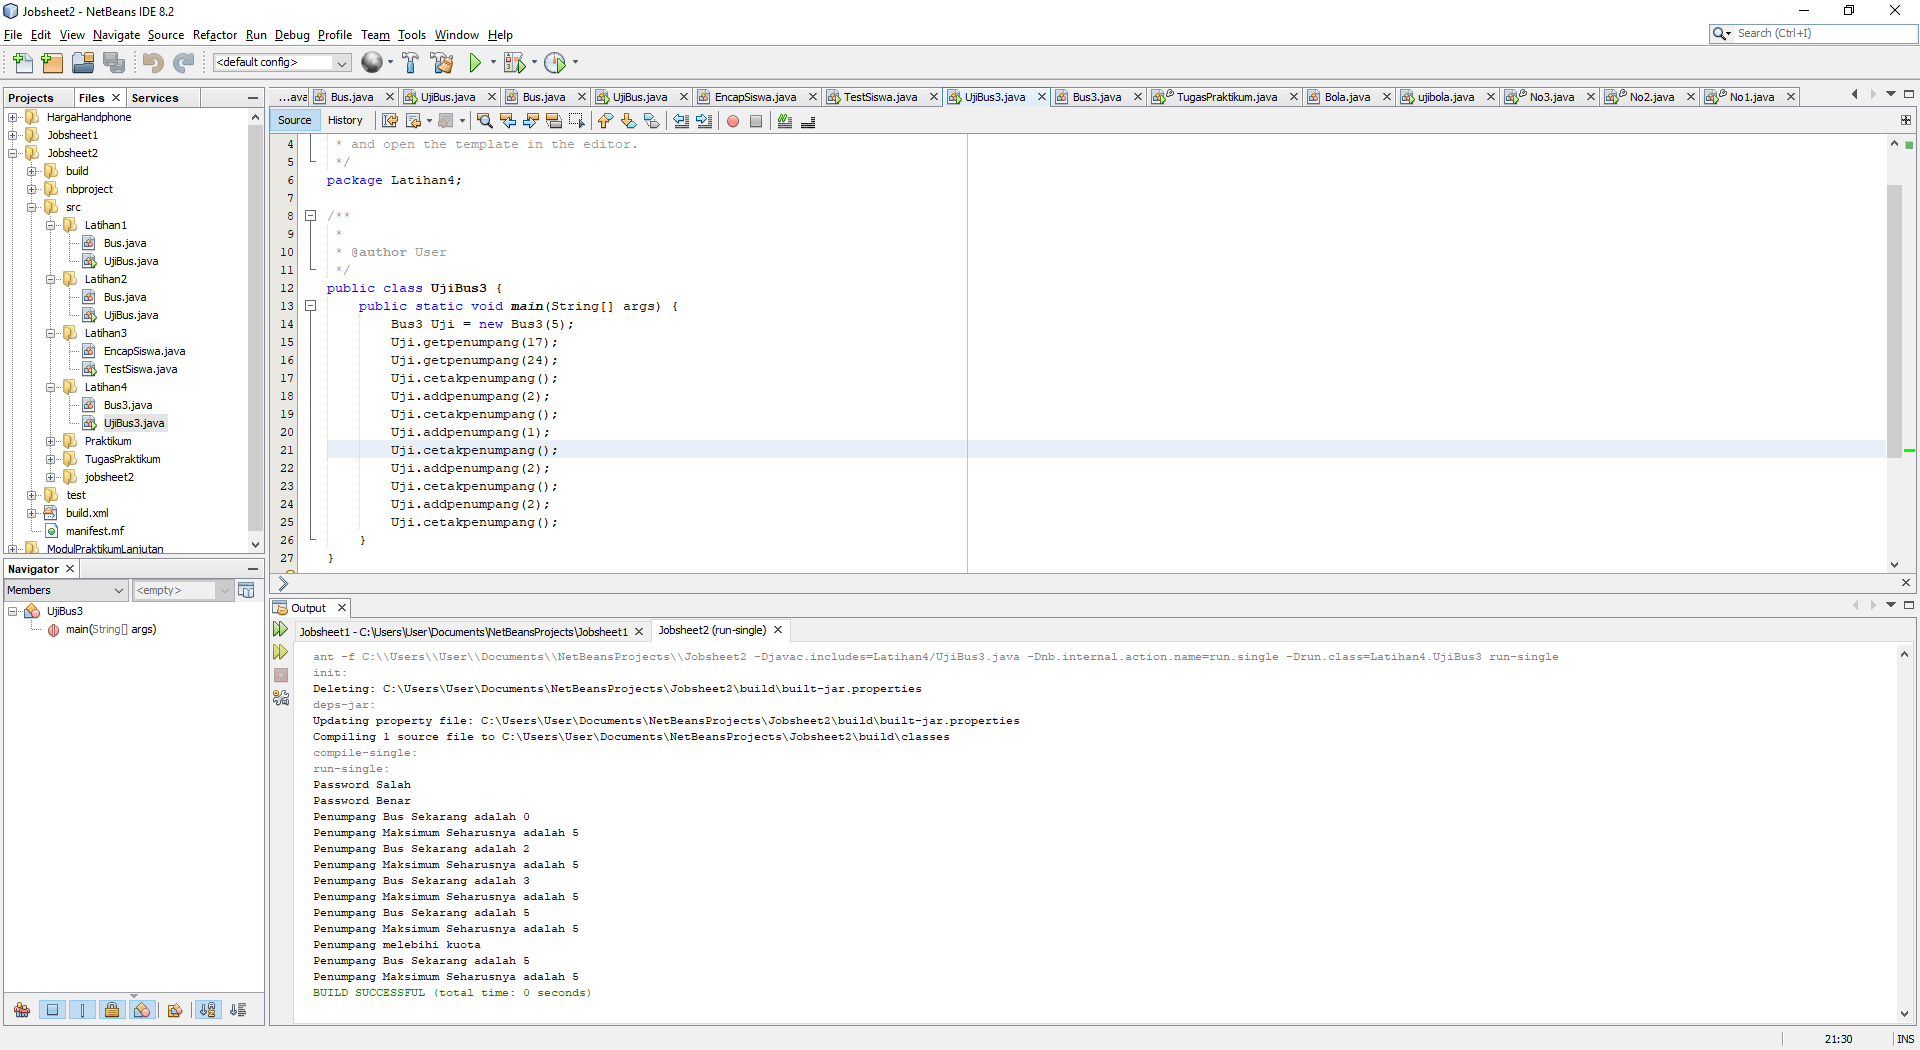 Jobsheet2 - NetBeans IDE 8.2
File Edit View Navigate Source Refactor Run Debug Profile Team Tools Window Help
Search (Ctrl+I)
<default config>
Projects Files Services
HargaHandphone
Jobsheet1
Jobsheet2
build
nbproject
src
Latihan1
Bus.java
UjiBus.java
Latihan2
Bus.java
UjiBus.java
Latihan3
EncapSiswa.java
TestSiswa.java
Latihan4
Bus3.java
UjiBus3.java
Praktikum
TugasPraktikum
jobsheet2
test
build.xml
manifest.mf
ModulPraktikumLanjutan
Navigator
Members <empty>
UjiBus3
main(String[] args)
...ava Bus.java UjiBus.java Bus.java UjiBus.java EncapSiswa.java TestSiswa.java UjiBus3.java Bus3.java TugasPraktikum.java Bola.java ujibola.java No3.java No2.java No1.java
Source History
4 * and open the template in the editor.
5 */
6 package Latihan4;
7
8 /**
9 *
10 * @author User
11 */
12 public class UjiBus3 {
13 public static void main(String[] args) {
14 Bus3 Uji = new Bus3(5);
15 Uji.getpenumpang(17);
16 Uji.getpenumpang(24);
17 Uji.cetakpenumpang();
18 Uji.addpenumpang(2);
19 Uji.cetakpenumpang();
20 Uji.addpenumpang(1);
21 Uji.cetakpenumpang();
22 Uji.addpenumpang(2);
23 Uji.cetakpenumpang();
24 Uji.addpenumpang(2);
25 Uji.cetakpenumpang();
26 }
27 }
Output
Jobsheet1 - C:\Users\User\Documents\NetBeansProjects\Jobsheet1 Jobsheet2 (run-single)
ant -f C:\\Users\\User\\Documents\\NetBeansProjects\\Jobsheet2 -Djavac.includes=Latihan4/UjiBus3.java -Dnb.internal.action.name=run.single -Drun.class=Latihan4.UjiBus3 run-single
init:
Deleting: C:\Users\User\Documents\NetBeansProjects\Jobsheet2\build\built-jar.properties
deps-jar:
Updating property file: C:\Users\User\Documents\NetBeansProjects\Jobsheet2\build\built-jar.properties
Compiling 1 source file to C:\Users\User\Documents\NetBeansProjects\Jobsheet2\build\classes
compile-single:
run-single:
Password Salah
Password Benar
Penumpang Bus Sekarang adalah 0
Penumpang Maksimum Seharusnya adalah 5
Penumpang Bus Sekarang adalah 2
Penumpang Maksimum Seharusnya adalah 5
Penumpang Bus Sekarang adalah 3
Penumpang Maksimum Seharusnya adalah 5
Penumpang Bus Sekarang adalah 5
Penumpang Maksimum Seharusnya adalah 5
Penumpang melebihi kuota
Penumpang Bus Sekarang adalah 5
Penumpang Maksimum Seharusnya adalah 5
BUILD SUCCESSFUL (total time: 0 seconds)
21:30 INS